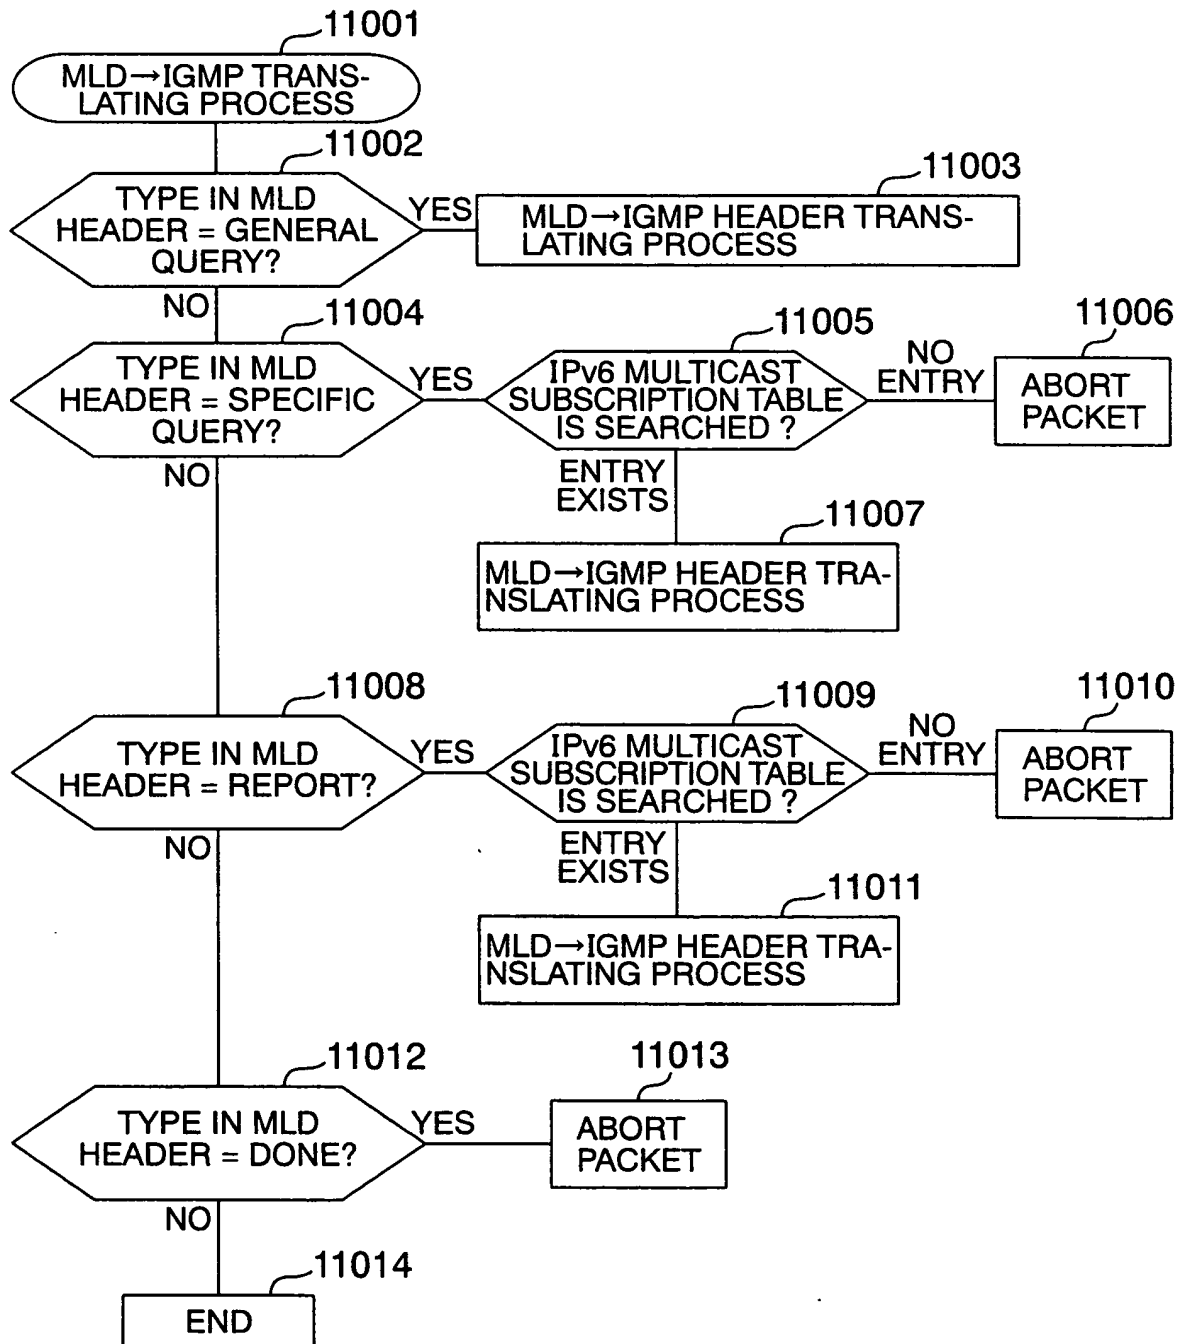 11001
MLD→IGMP TRANS-
LATING PROCESS
11002
TYPE IN MLD
HEADER = GENERAL
QUERY?
YES
11003
MLD→IGMP HEADER TRANS-
LATING PROCESS
NO
11004
TYPE IN MLD
HEADER = SPECIFIC
QUERY?
YES
11005
IPv6 MULTICAST
SUBSCRIPTION TABLE
IS SEARCHED ?
NO
ENTRY
11006
ABORT
PACKET
NO
ENTRY
EXISTS
11007
MLD→IGMP HEADER TRA-
NSLATING PROCESS
11008
TYPE IN MLD
HEADER = REPORT?
YES
11009
IPv6 MULTICAST
SUBSCRIPTION TABLE
IS SEARCHED ?
NO
ENTRY
11010
ABORT
PACKET
NO
ENTRY
EXISTS
11011
MLD→IGMP HEADER TRA-
NSLATING PROCESS
11012
TYPE IN MLD
HEADER = DONE?
YES
11013
ABORT
PACKET
NO
11014
END